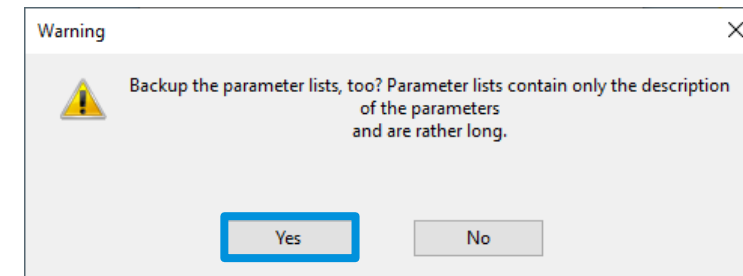 Warning
Backup the parameter lists, too? Parameter lists contain only the description
of the parameters
and are rather long.
Yes
No